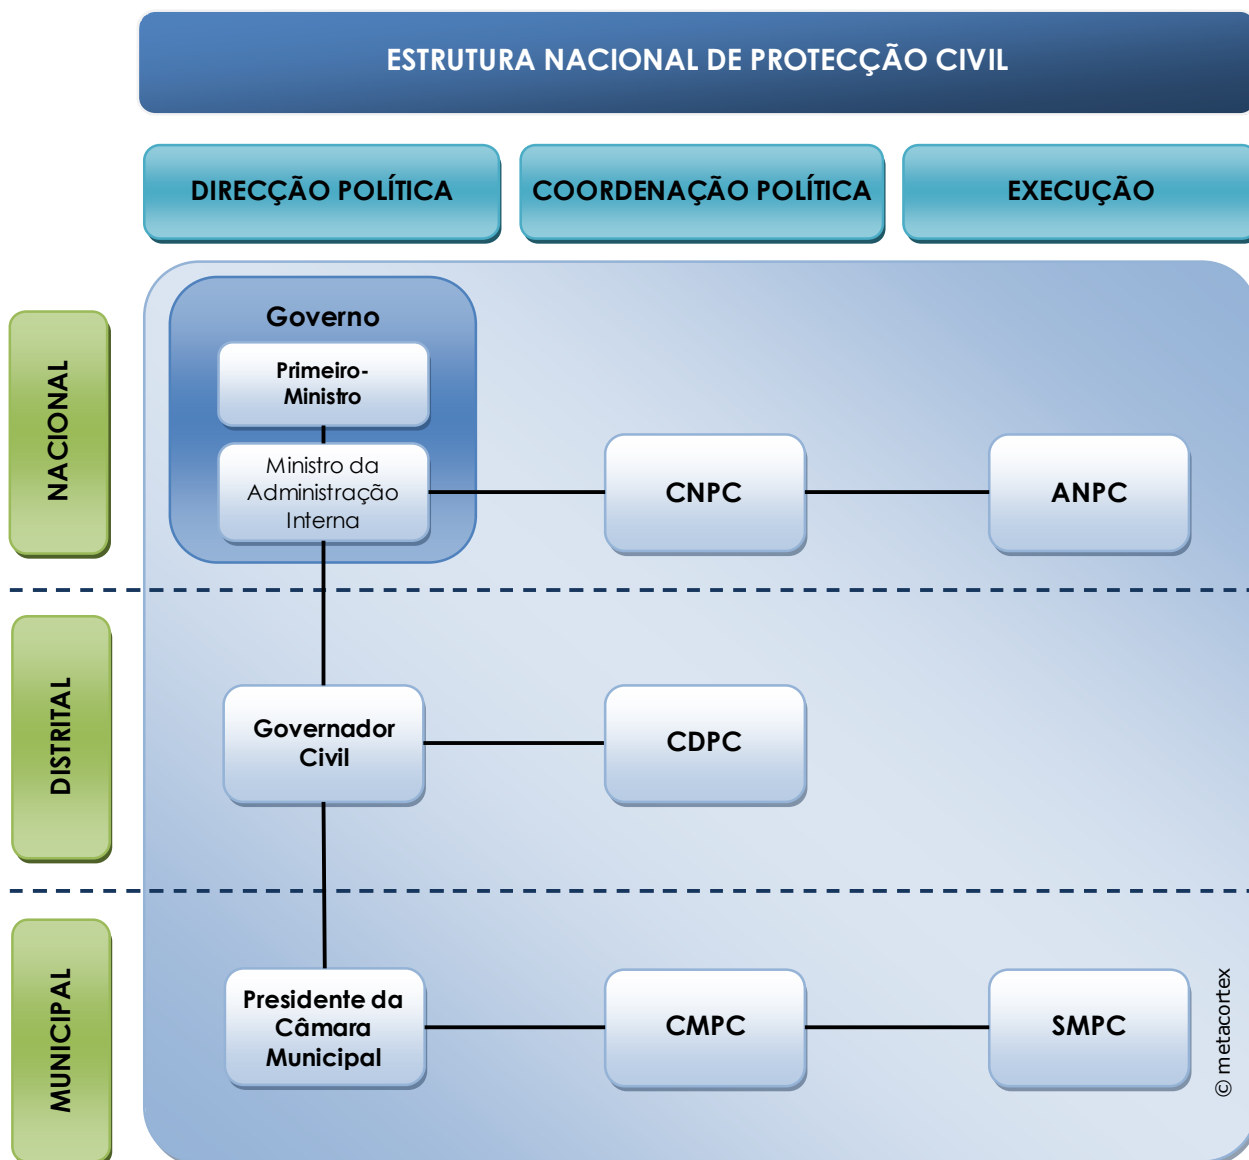 ESTRUTURA NACIONAL DE PROTECÇÃO CIVIL
DIRECÇÃO POLÍTICA
COORDENAÇÃO POLÍTICA
EXECUÇÃO
NACIONAL
Governo
Primeiro-
Ministro
Ministro da
Administração
Interna
CNPC
ANPC
DISTRITAL
Governador
Civil
CDPC
MUNICIPAL
Presidente da
Câmara
Municipal
CMPC
SMPC
© metacortex